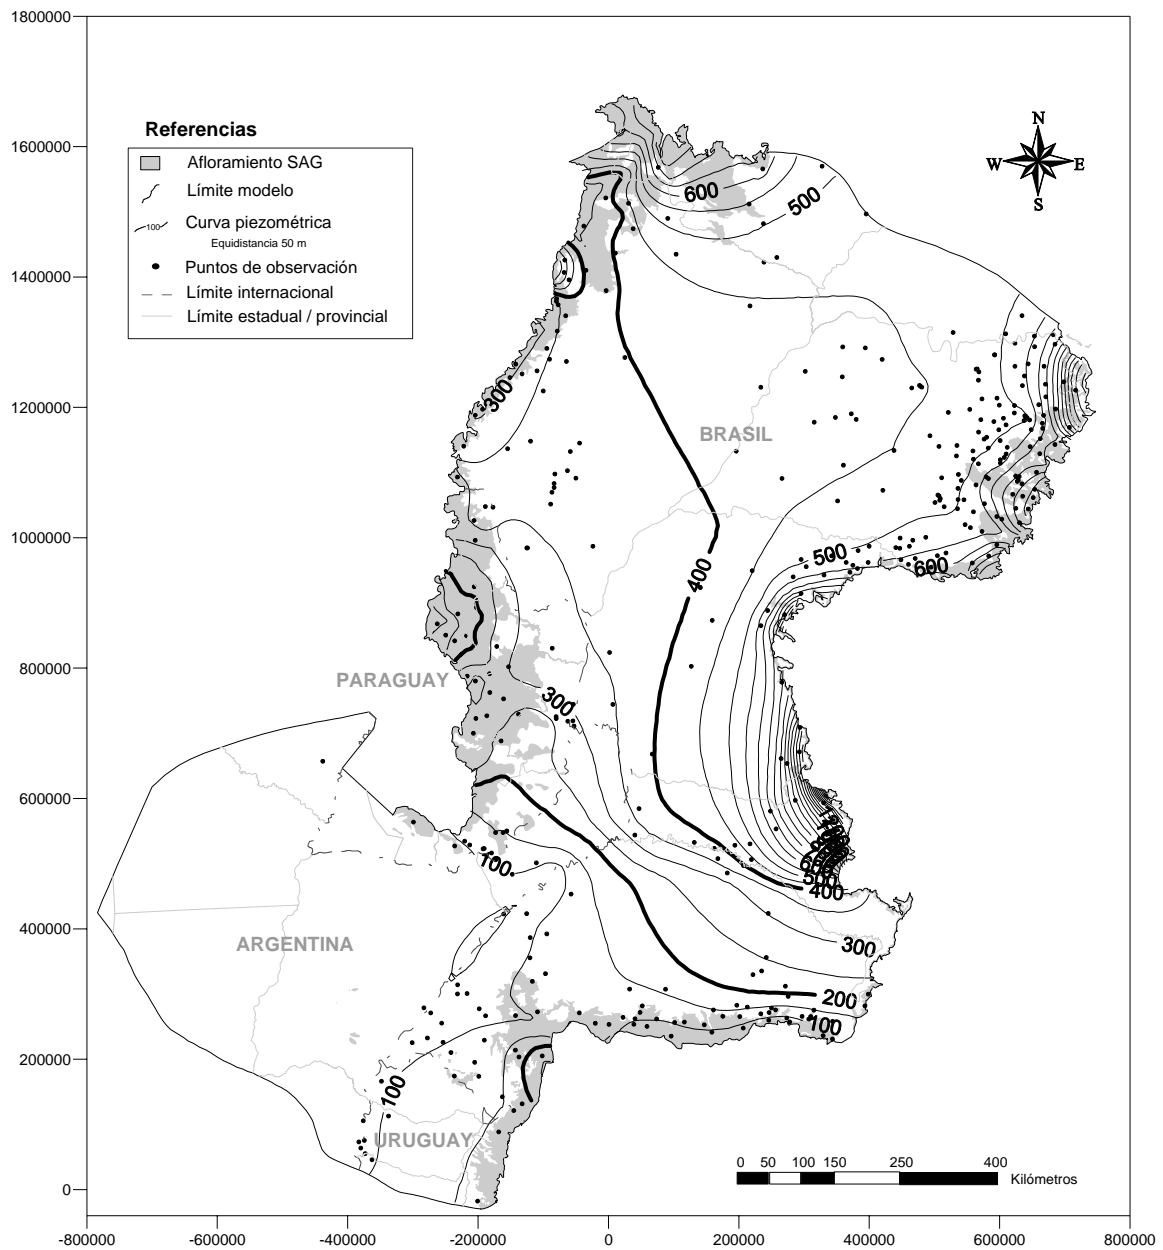 1800000
1600000
1400000
1200000
1000000
800000
600000
400000
200000
0
Referencias
Afloramiento SAG
Límite modelo
100
Curva piezométrica
Equidistancia 50 m
Puntos de observación
Límite internacional
Límite estadual / provincial
N
W
E
S
600
500
300
BRASIL
400
500
600
PARAGUAY
300
100
600
500
400
ARGENTINA
300
200
100
100
URUGUAY
0 50 100 150 250 400
Kilómetros
-800000 -600000 -400000 -200000 0 200000 400000 600000 800000